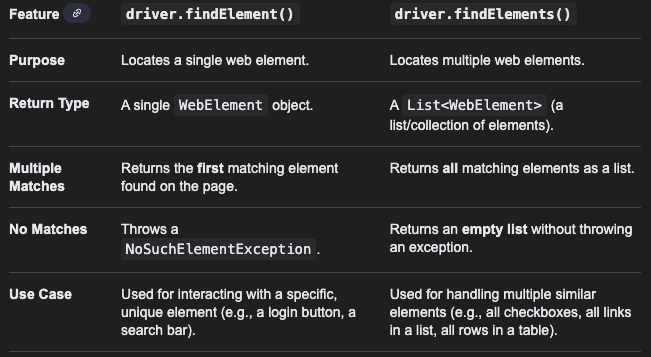 Feature driver.findElement() driver.findElements()
Purpose Locates a single web element. Locates multiple web elements.
Return Type A single WebElement object. A List<WebElement> (a
list/collection of elements).
Multiple Returns the first matching element Returns all matching elements as a list.
Matches found on the page.
No Matches Throws a Returns an empty list without throwing
NoSuchElementException. an exception.
Use Case Used for interacting with a specific, Used for handling multiple similar
unique element (e.g., a login button, a elements (e.g., all checkboxes, all links
search bar). in a list, all rows in a table).